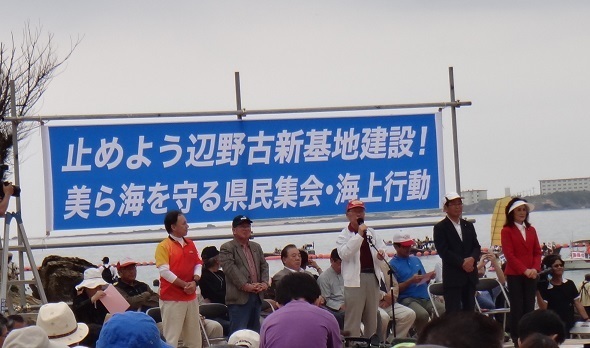 止めよう辺野古新基地建設！
美ら海を守る県民集会・海上行動